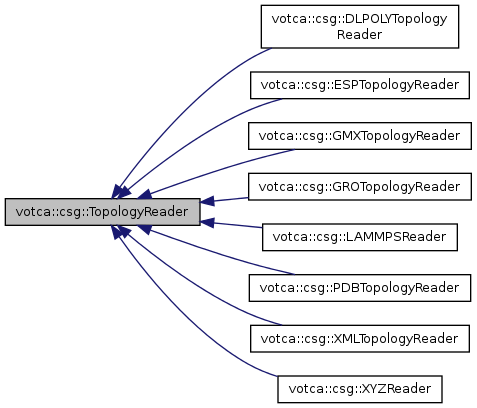 votca::csg::DLPOLYTopology
Reader
votca::csg::ESPTopologyReader
votca::csg::GMXTopologyReader
votca::csg::GROTopologyReader
votca::csg::TopologyReader
votca::csg::LAMMPSReader
votca::csg::PDBTopologyReader
votca::csg::XMLTopologyReader
votca::csg::XYZReader